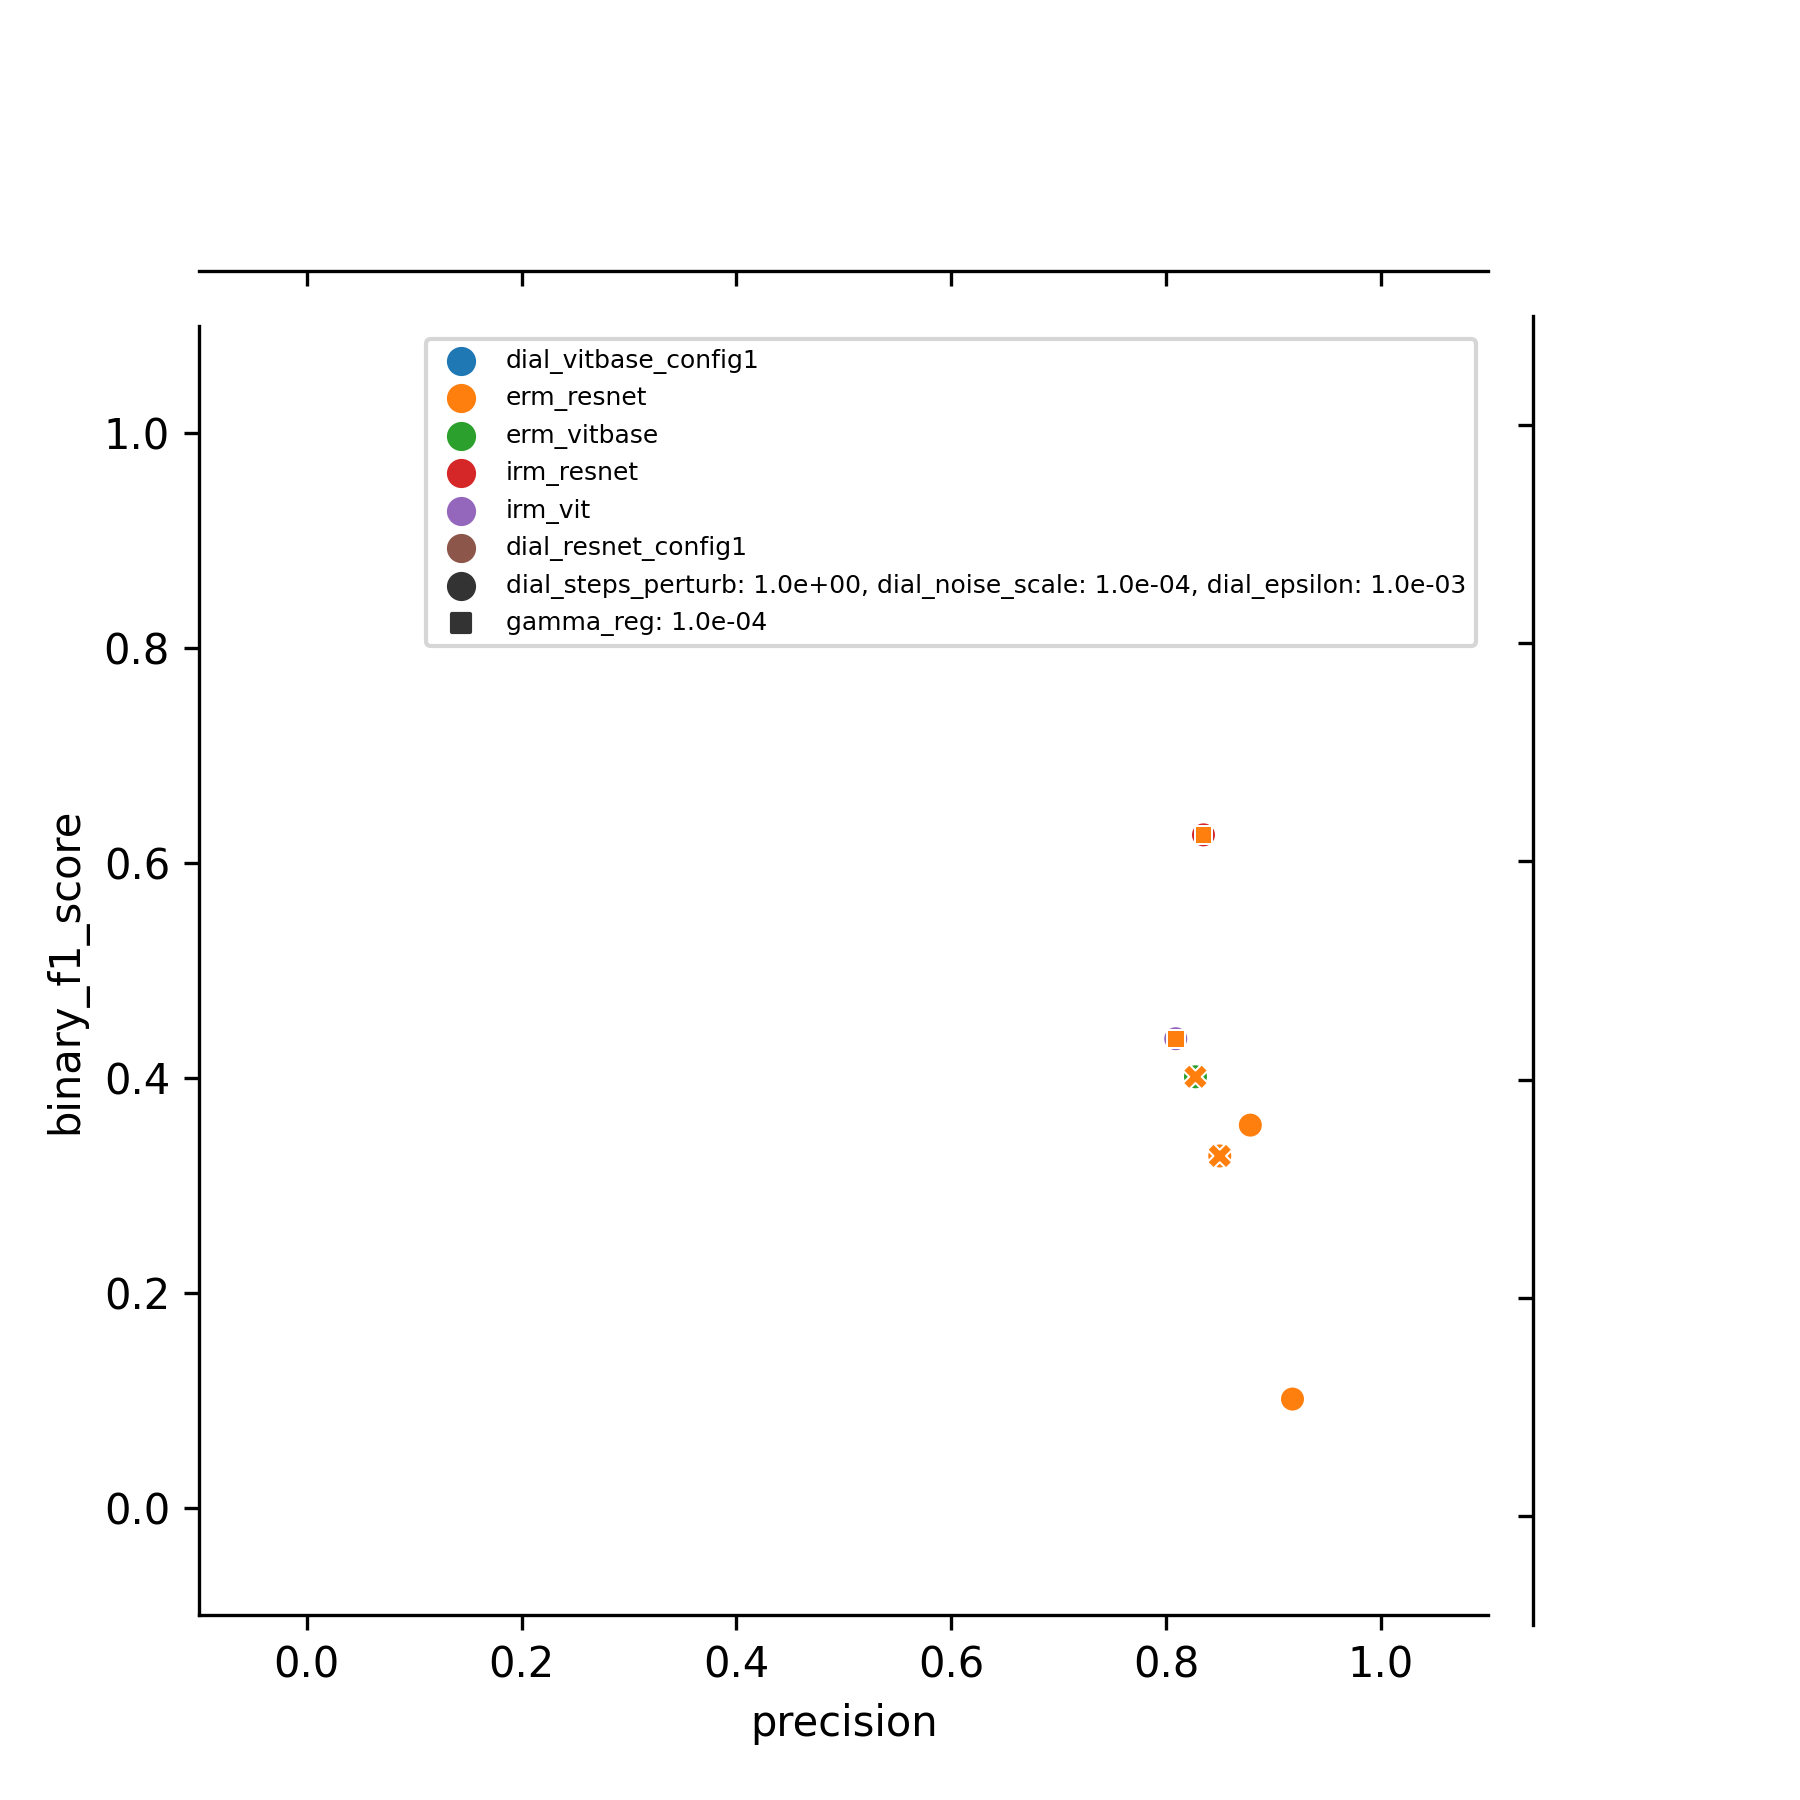 dial_vitbase_config1
erm_resnet
erm_vitbase
irm_resnet
irm_vit
dial_resnet_config1
dial_steps_perturb: 1.0e+00, dial_noise_scale: 1.0e-04, dial_epsilon: 1.0e-03
gamma_reg: 1.0e-04
1.0
0.8
0.6
0.4
0.2
0.0
binary_f1_score
0.0 0.2 0.4 0.6 0.8 1.0
precision